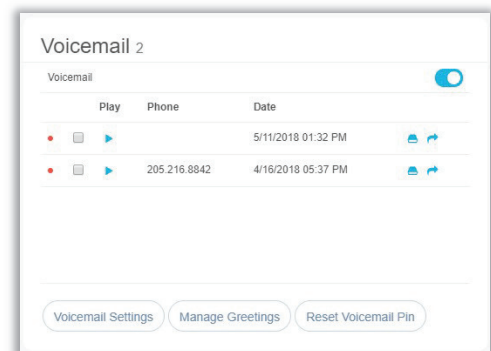 Voicemail 2
Voicemail
Play Phone Date
5/11/2018 01:32 PM
205.216.8842 4/16/2018 05:37 PM
Voicemail Settings Manage Greetings Reset Voicemail Pin